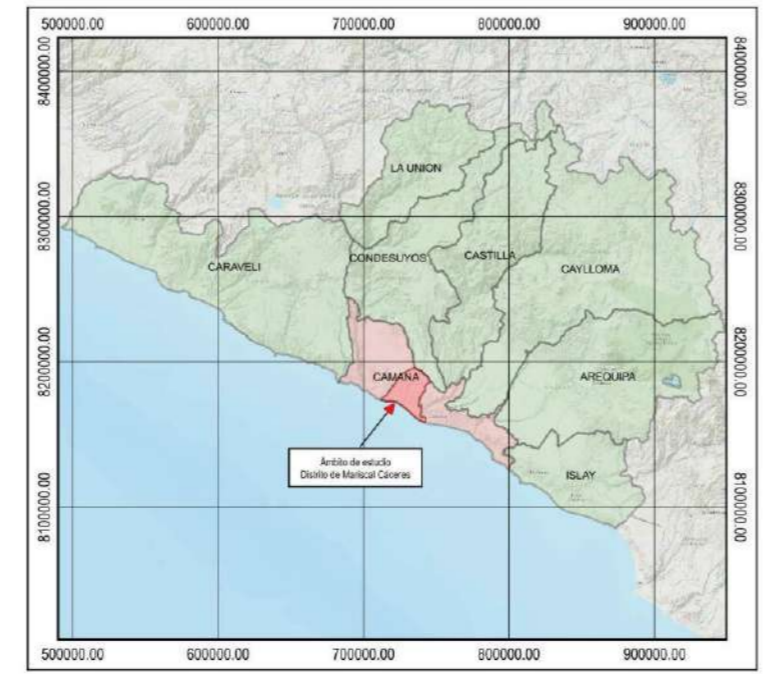 500000.00 600000.00 700000.00 800000.00 900000.00
8400000.00 8400000.00
LA UNION
8300000.00 8300000.00
CARAVELI
CONDESUYOS
CASTILLA
CAYLLOMA
8200000.00 8200000.00
CAMANA
AREQUIPA
Ámbito de estudio
Distrito de Mariscal Cáceres
ISLAY
8100000.00 8100000.00
500000.00 600000.00 700000.00 800000.00 900000.00